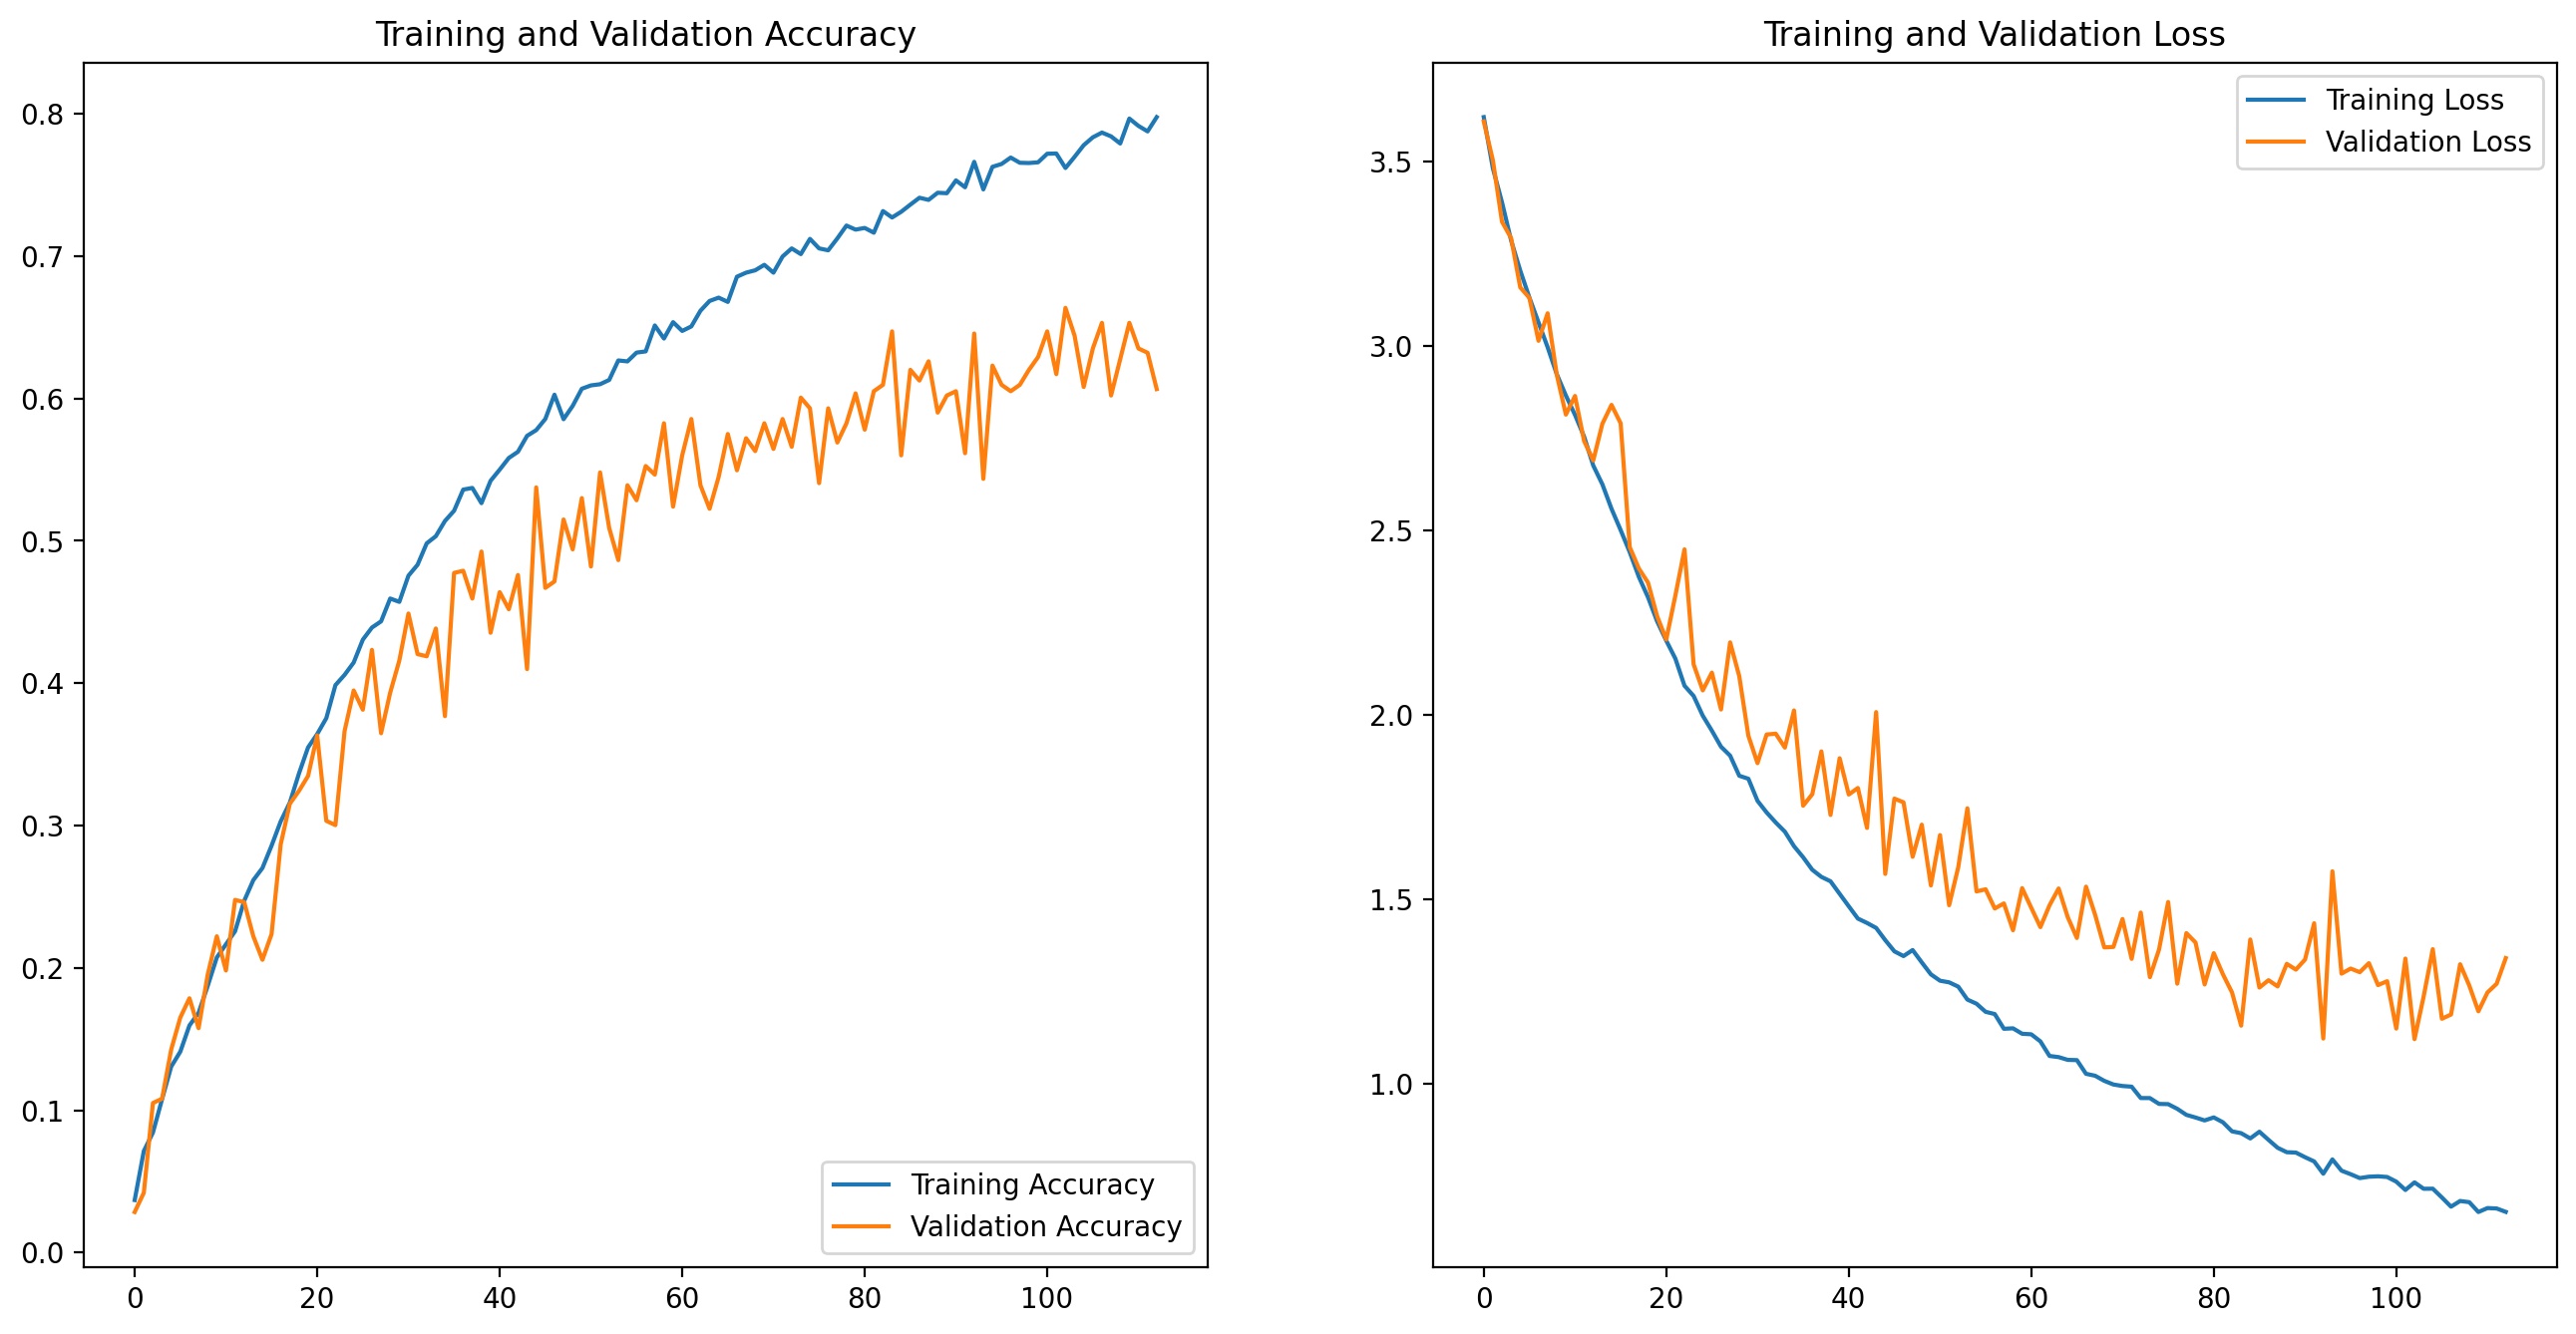 Training and Validation Accuracy
0.8
0.7
0.6
0.5
0.4
0.3
0.2
0.1
0.0
0 20 40 60 80 100
Training Accuracy
Validation Accuracy
Training and Validation Loss
3.5
3.0
2.5
2.0
1.5
1.0
0 20 40 60 80 100
Training Loss
Validation Loss